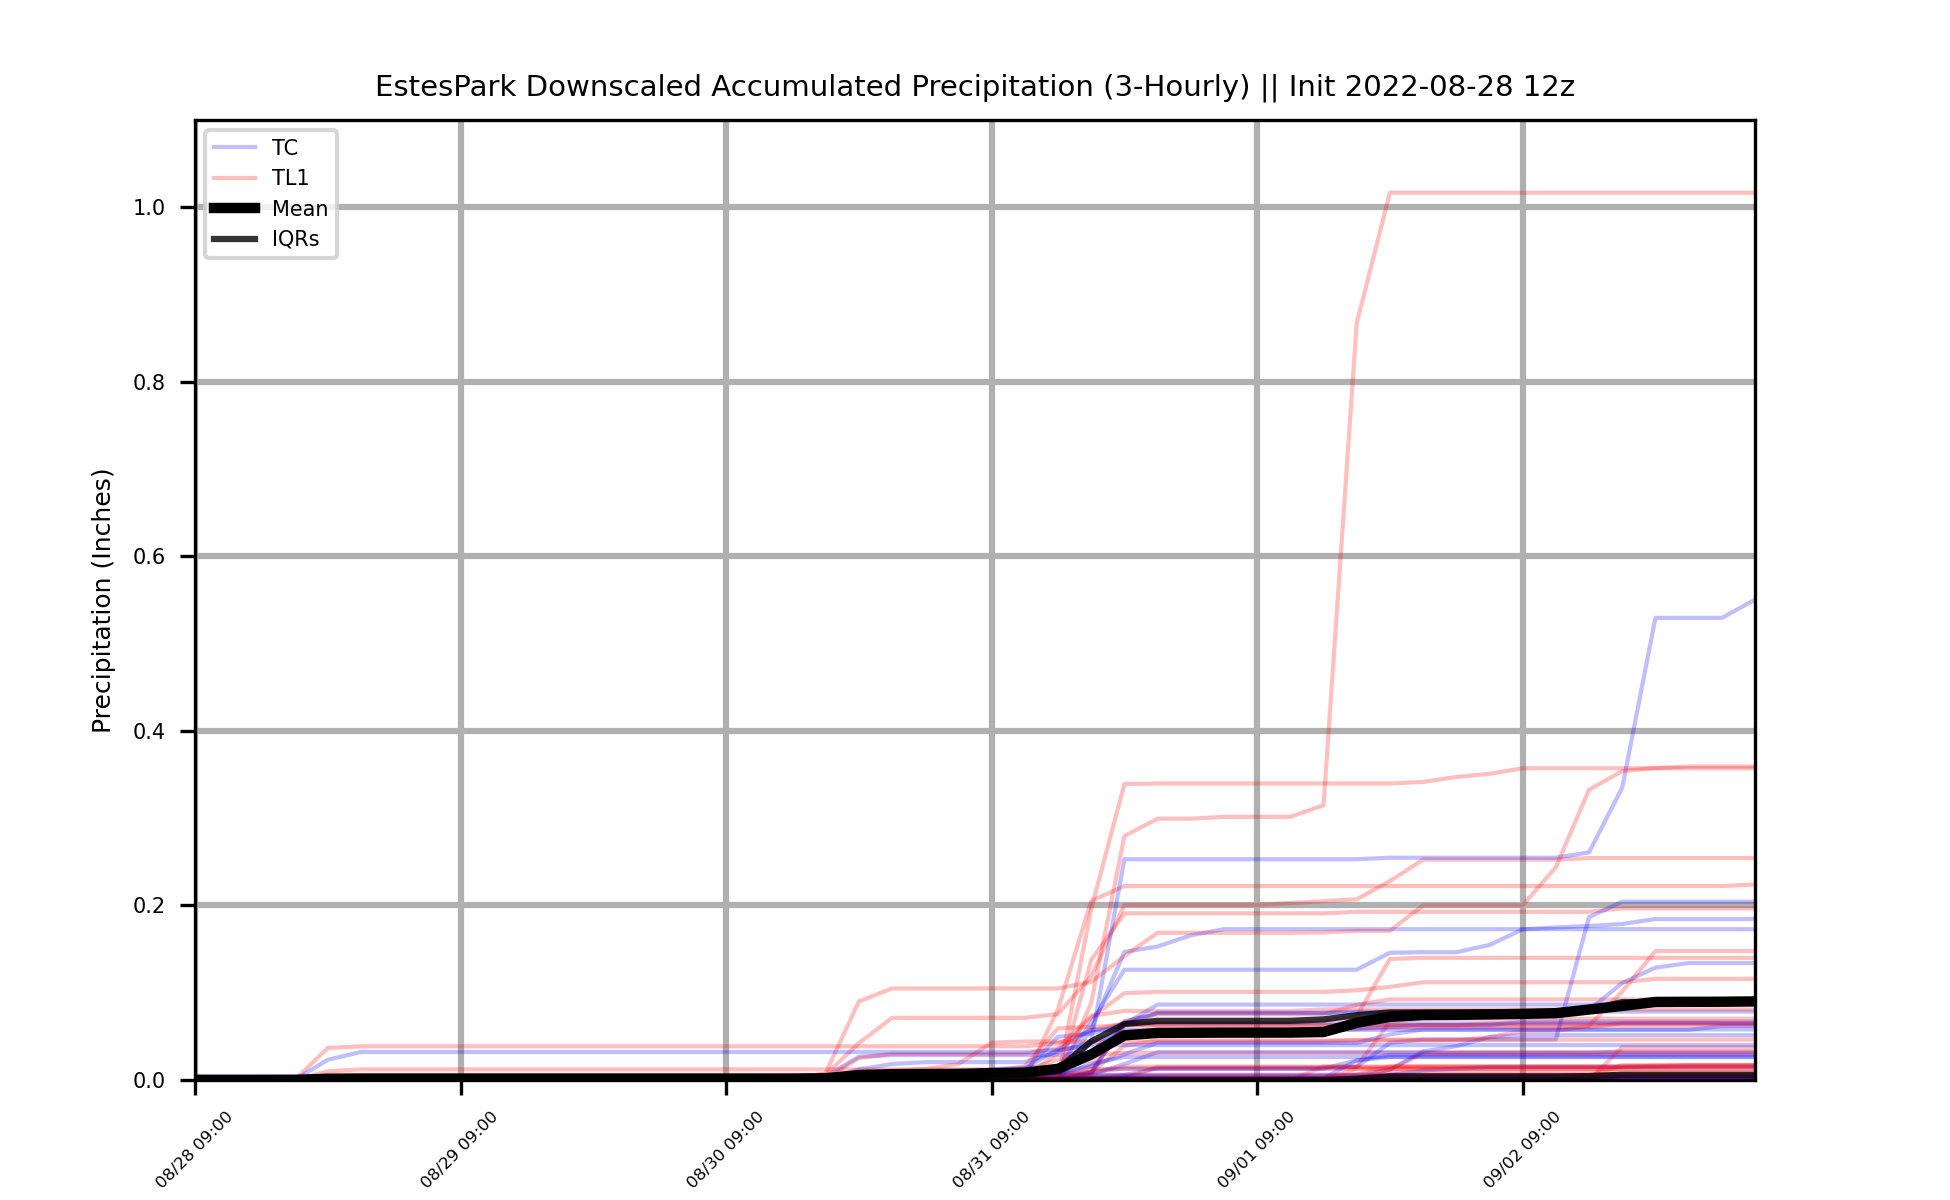 EstesPark Downscaled Accumulated Precipitation (3-Hourly) || Init 2022-08-28 12z
TC
TL1
Mean
IQRs
Precipitation (Inches)
1.0
0.8
0.6
0.4
0.2
0.0
08/28 09:00
08/29 09:00
08/30 09:00
08/31 09:00
09/01 09:00
09/02 09:00